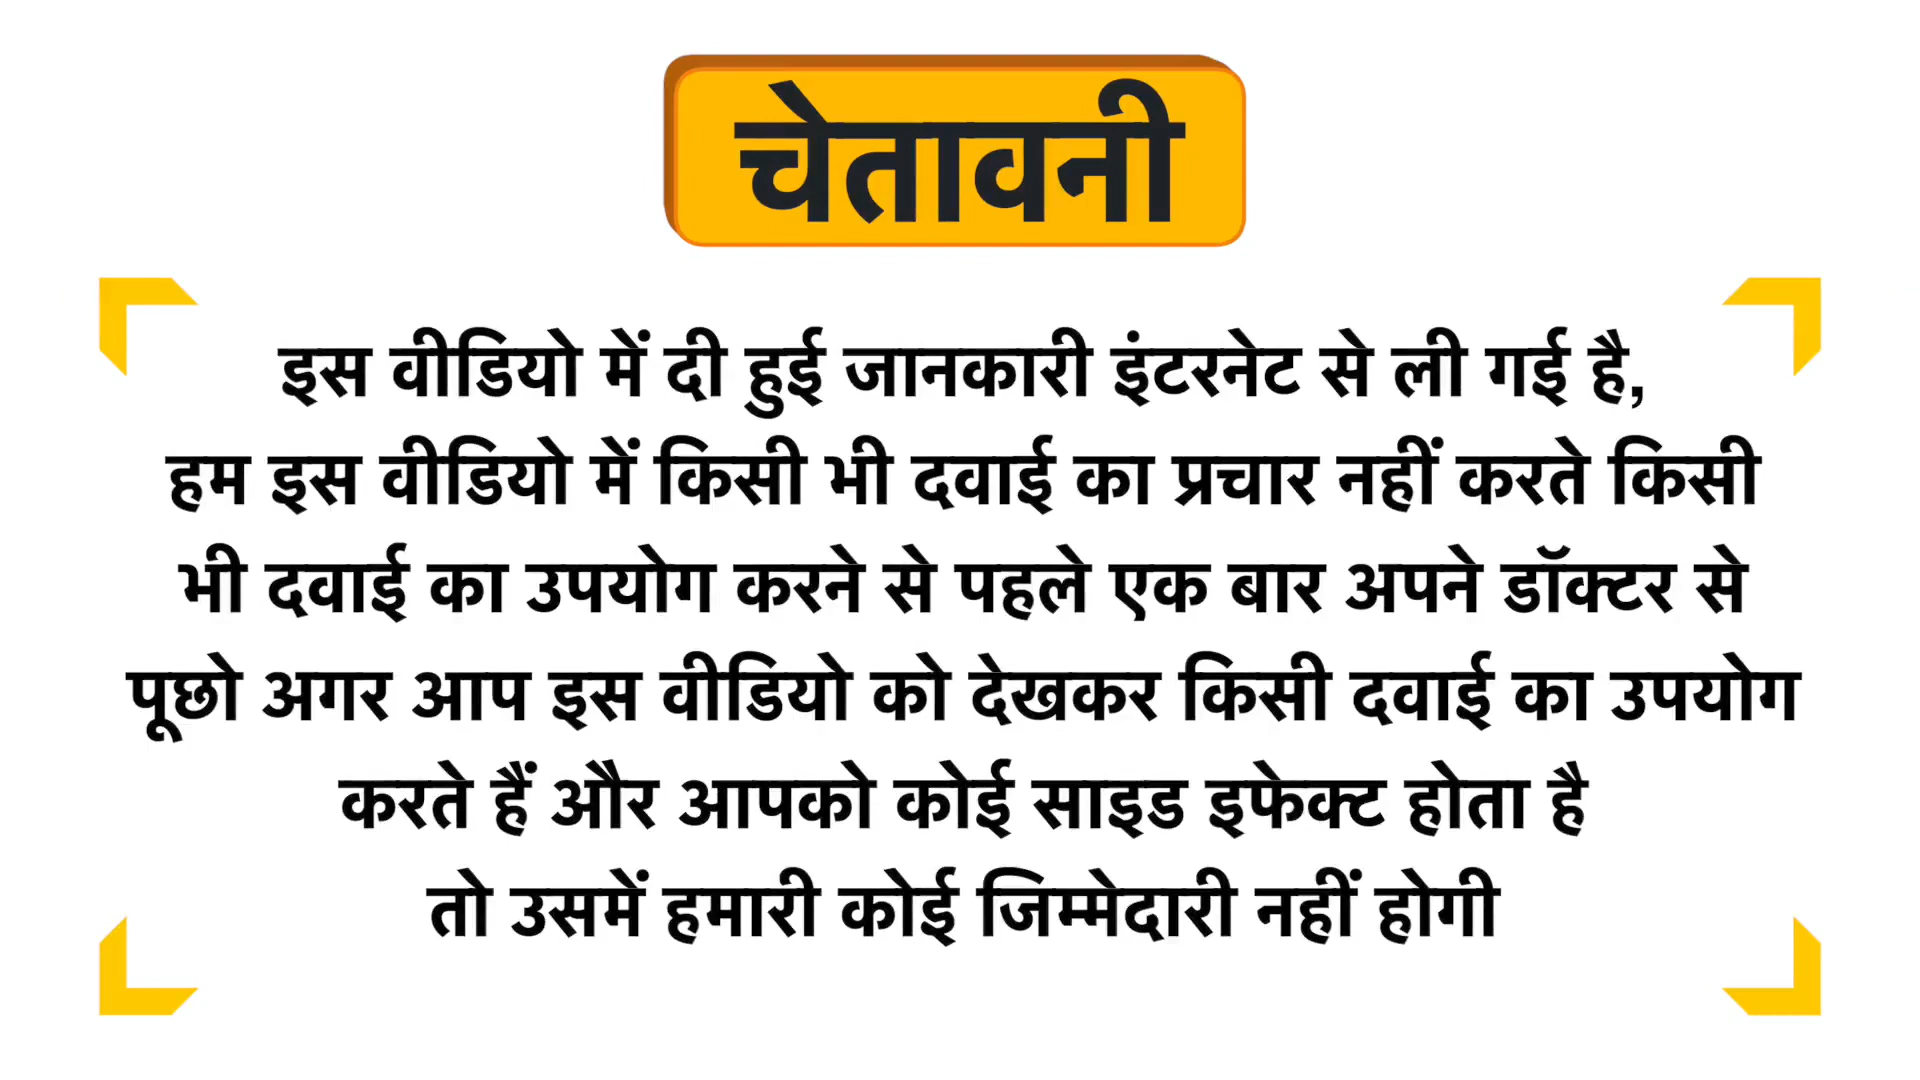 चेतावनी
इस वीडियो में दी हुई जानकारी इंटरनेट से ली गई है,
हम इस वीडियो में किसी भी दवाई का प्रचार नहीं करते किसी
भी दवाई का उपयोग करने से पहले एक बार अपने डॉक्टर से
पूछो अगर आप इस वीडियो को देखकर किसी दवाई का उपयोग
करते हैं और आपको कोई साइड इफेक्ट होता है
तो उसमें हमारी कोई जिम्मेदारी नहीं होगी